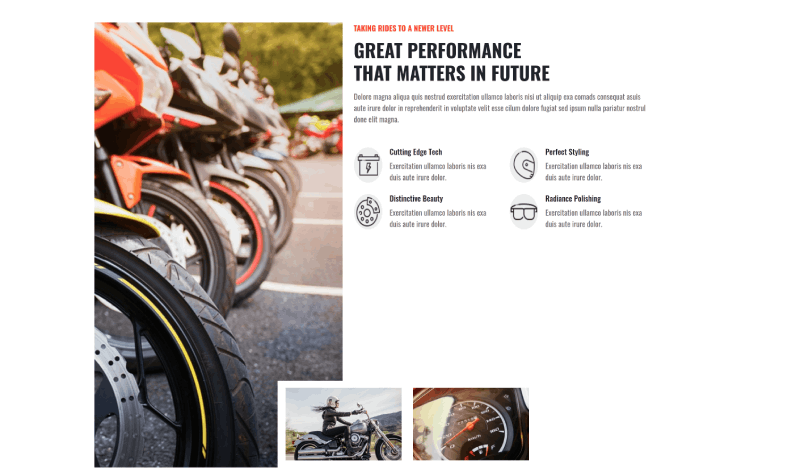 TAKING RIDES TO A NEWER LEVEL
GREAT PERFORMANCE
THAT MATTERS IN FUTURE
Dolore magna aliqua quis nostrud exercitation ullamco laboris nisi ut aliquip exa comads consequat asuis
aute irure dolor in reprehenderit in voluptate velit esse cilum dolore fugiat sed ipsum nulla pariatur nostrud
done elit magna.
Cutting Edge Tech
Exercitation ullamco laboris nis exa
duis aute irure dolor.
Perfect Styling
Exercitation ullamco laboris nis exa
duis aute irure dolor.
Distinctive Beauty
Exercitation ullamco laboris nis exa
duis aute irure dolor.
Radiance Polishing
Exercitation ullamco laboris nis exa
duis aute irure dolor.